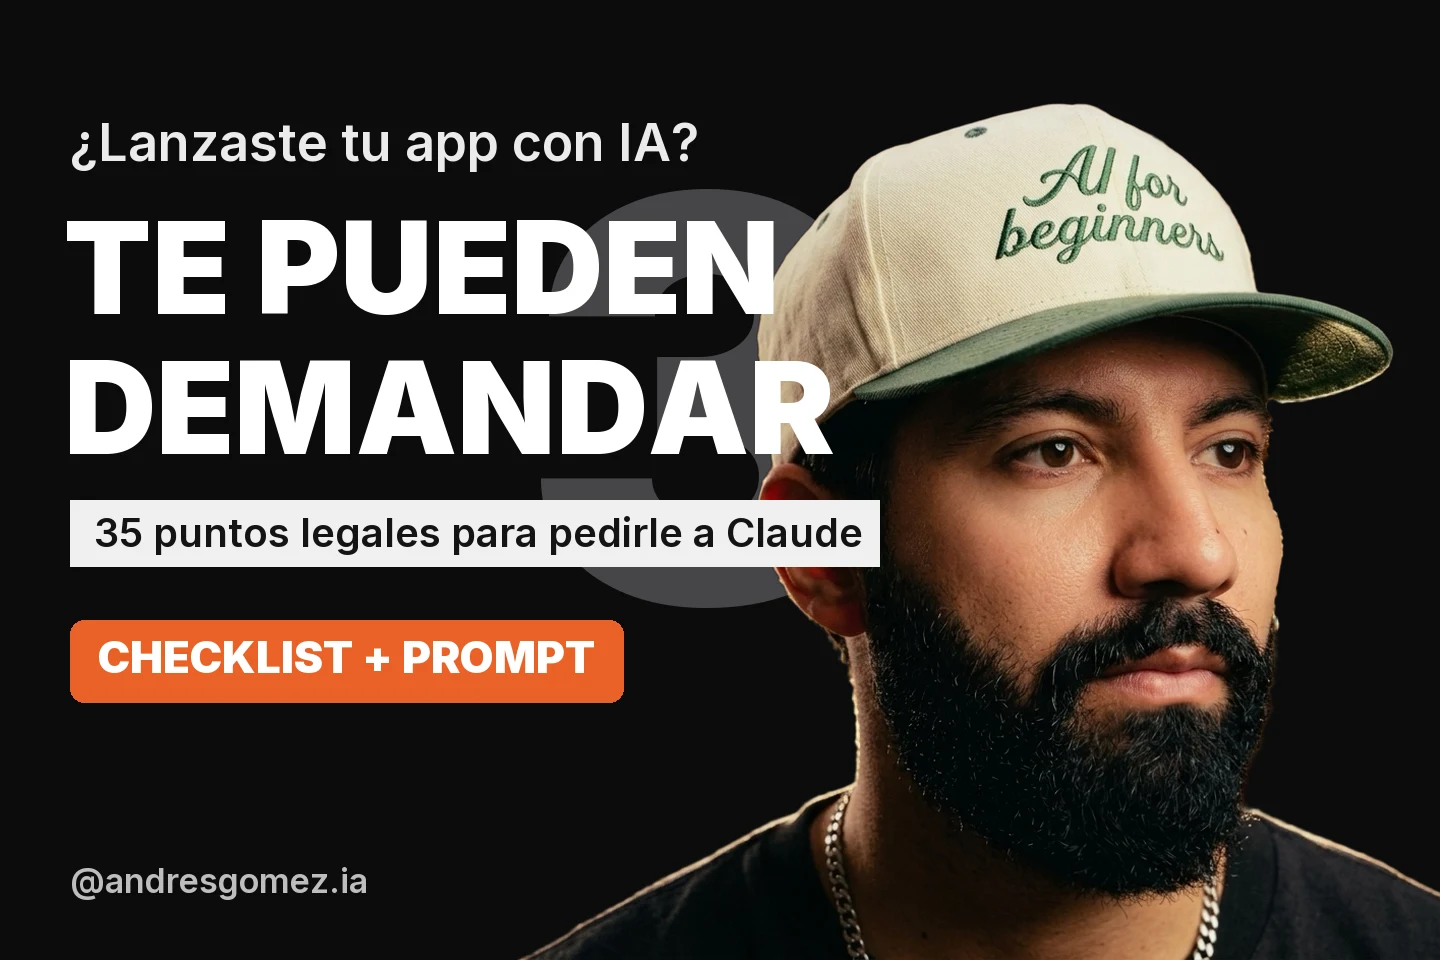 ¿Lanzaste tu app con IA?
TE PUEDEN
DEMANDAR
3
35 puntos legales para pedirle a Claude
CHECKLIST + PROMPT
@andresgomez.ia
AI for
beginners